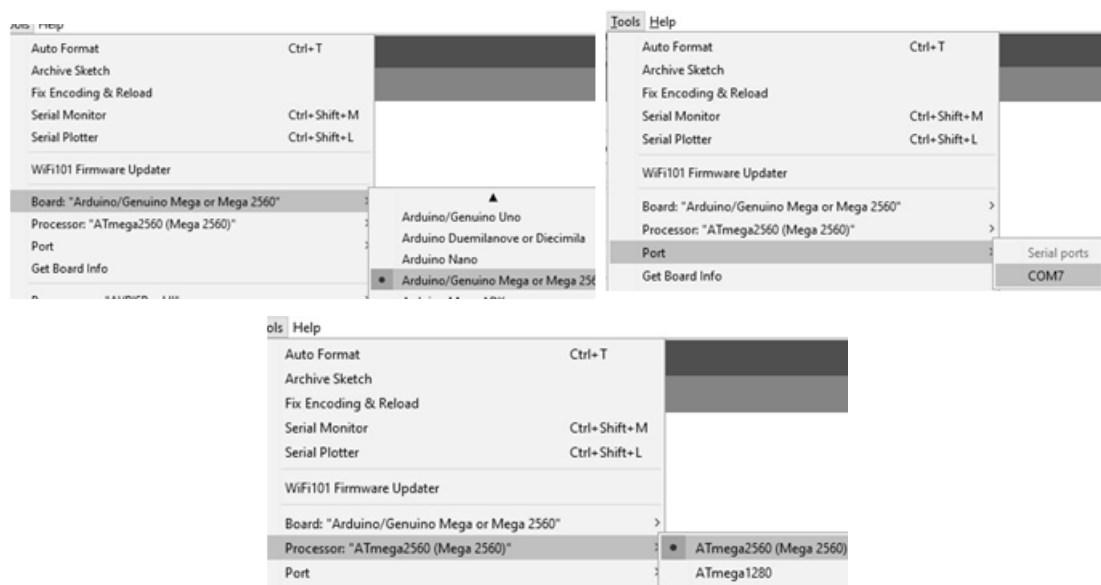 Tools Help
Auto Format Ctrl+T
Archive Sketch
Fix Encoding & Reload
Serial Monitor Ctrl+Shift+M
Serial Plotter Ctrl+Shift+L
WiFi101 Firmware Updater
Board: "Arduino/Genuino Mega or Mega 2560"
Processor: "ATmega2560 (Mega 2560)"
Port
Get Board Info
Arduino/Genuino Uno
Arduino Duemilanove or Diecimila
Arduino Nano
Arduino/Genuino Mega or Mega 256
Tools Help
Auto Format Ctrl+T
Archive Sketch
Fix Encoding & Reload
Serial Monitor Ctrl+Shift+M
Serial Plotter Ctrl+Shift+L
WiFi101 Firmware Updater
Board: "Arduino/Genuino Mega or Mega 2560"
Processor: "ATmega2560 (Mega 2560)"
Port
Get Board Info
Serial ports
COM7
ols Help
Auto Format Ctrl+T
Archive Sketch
Fix Encoding & Reload
Serial Monitor Ctrl+Shift+M
Serial Plotter Ctrl+Shift+L
WiFi101 Firmware Updater
Board: "Arduino/Genuino Mega or Mega 2560"
Processor: "ATmega2560 (Mega 2560)"
Port
ATmega2560 (Mega 2560)
ATmega1280